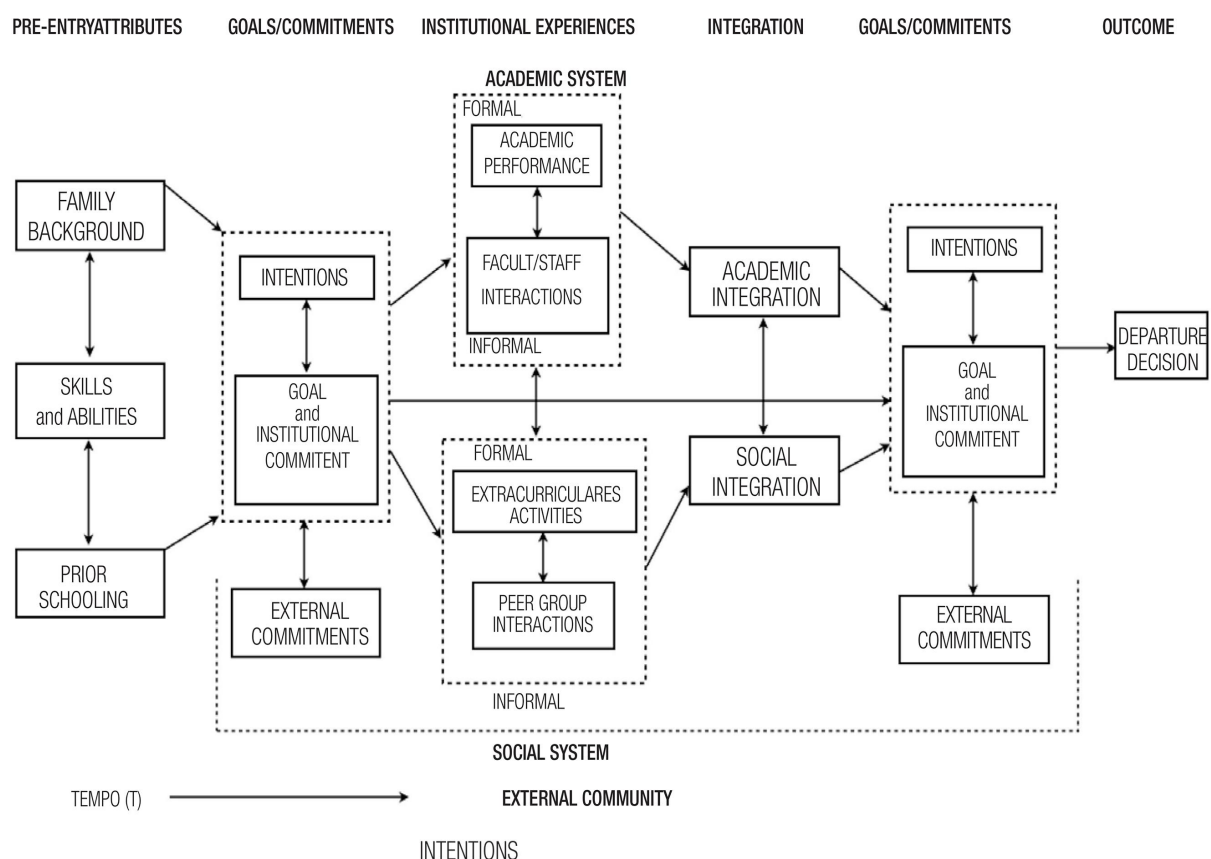 PRE-ENTRYATTRIBUTES
GOALS/COMMITMENTS
INSTITUTIONAL EXPERIENCES
INTEGRATION
GOALS/COMMITENTS
OUTCOME
FAMILY
BACKGROUND
SKILLS
and ABILITIES
PRIOR
SCHOOLING
INTENTIONS
GOAL
and
INSTITUTIONAL
COMMITENT
EXTERNAL
COMMITMENTS
ACADEMIC SYSTEM
FORMAL
ACADEMIC
PERFORMANCE
FACULT/STAFF
INTERACTIONS
INFORMAL
FORMAL
EXTRACURRICULARES
ACTIVITIES
PEER GROUP
INTERACTIONS
INFORMAL
SOCIAL SYSTEM
ACADEMIC
INTEGRATION
SOCIAL
INTEGRATION
INTENTIONS
GOAL
and
INSTITUTIONAL
COMMITENT
EXTERNAL
COMMITMENTS
DEPARTURE
DECISION
TEMPO (T)
EXTERNAL COMMUNITY
INTENTIONS